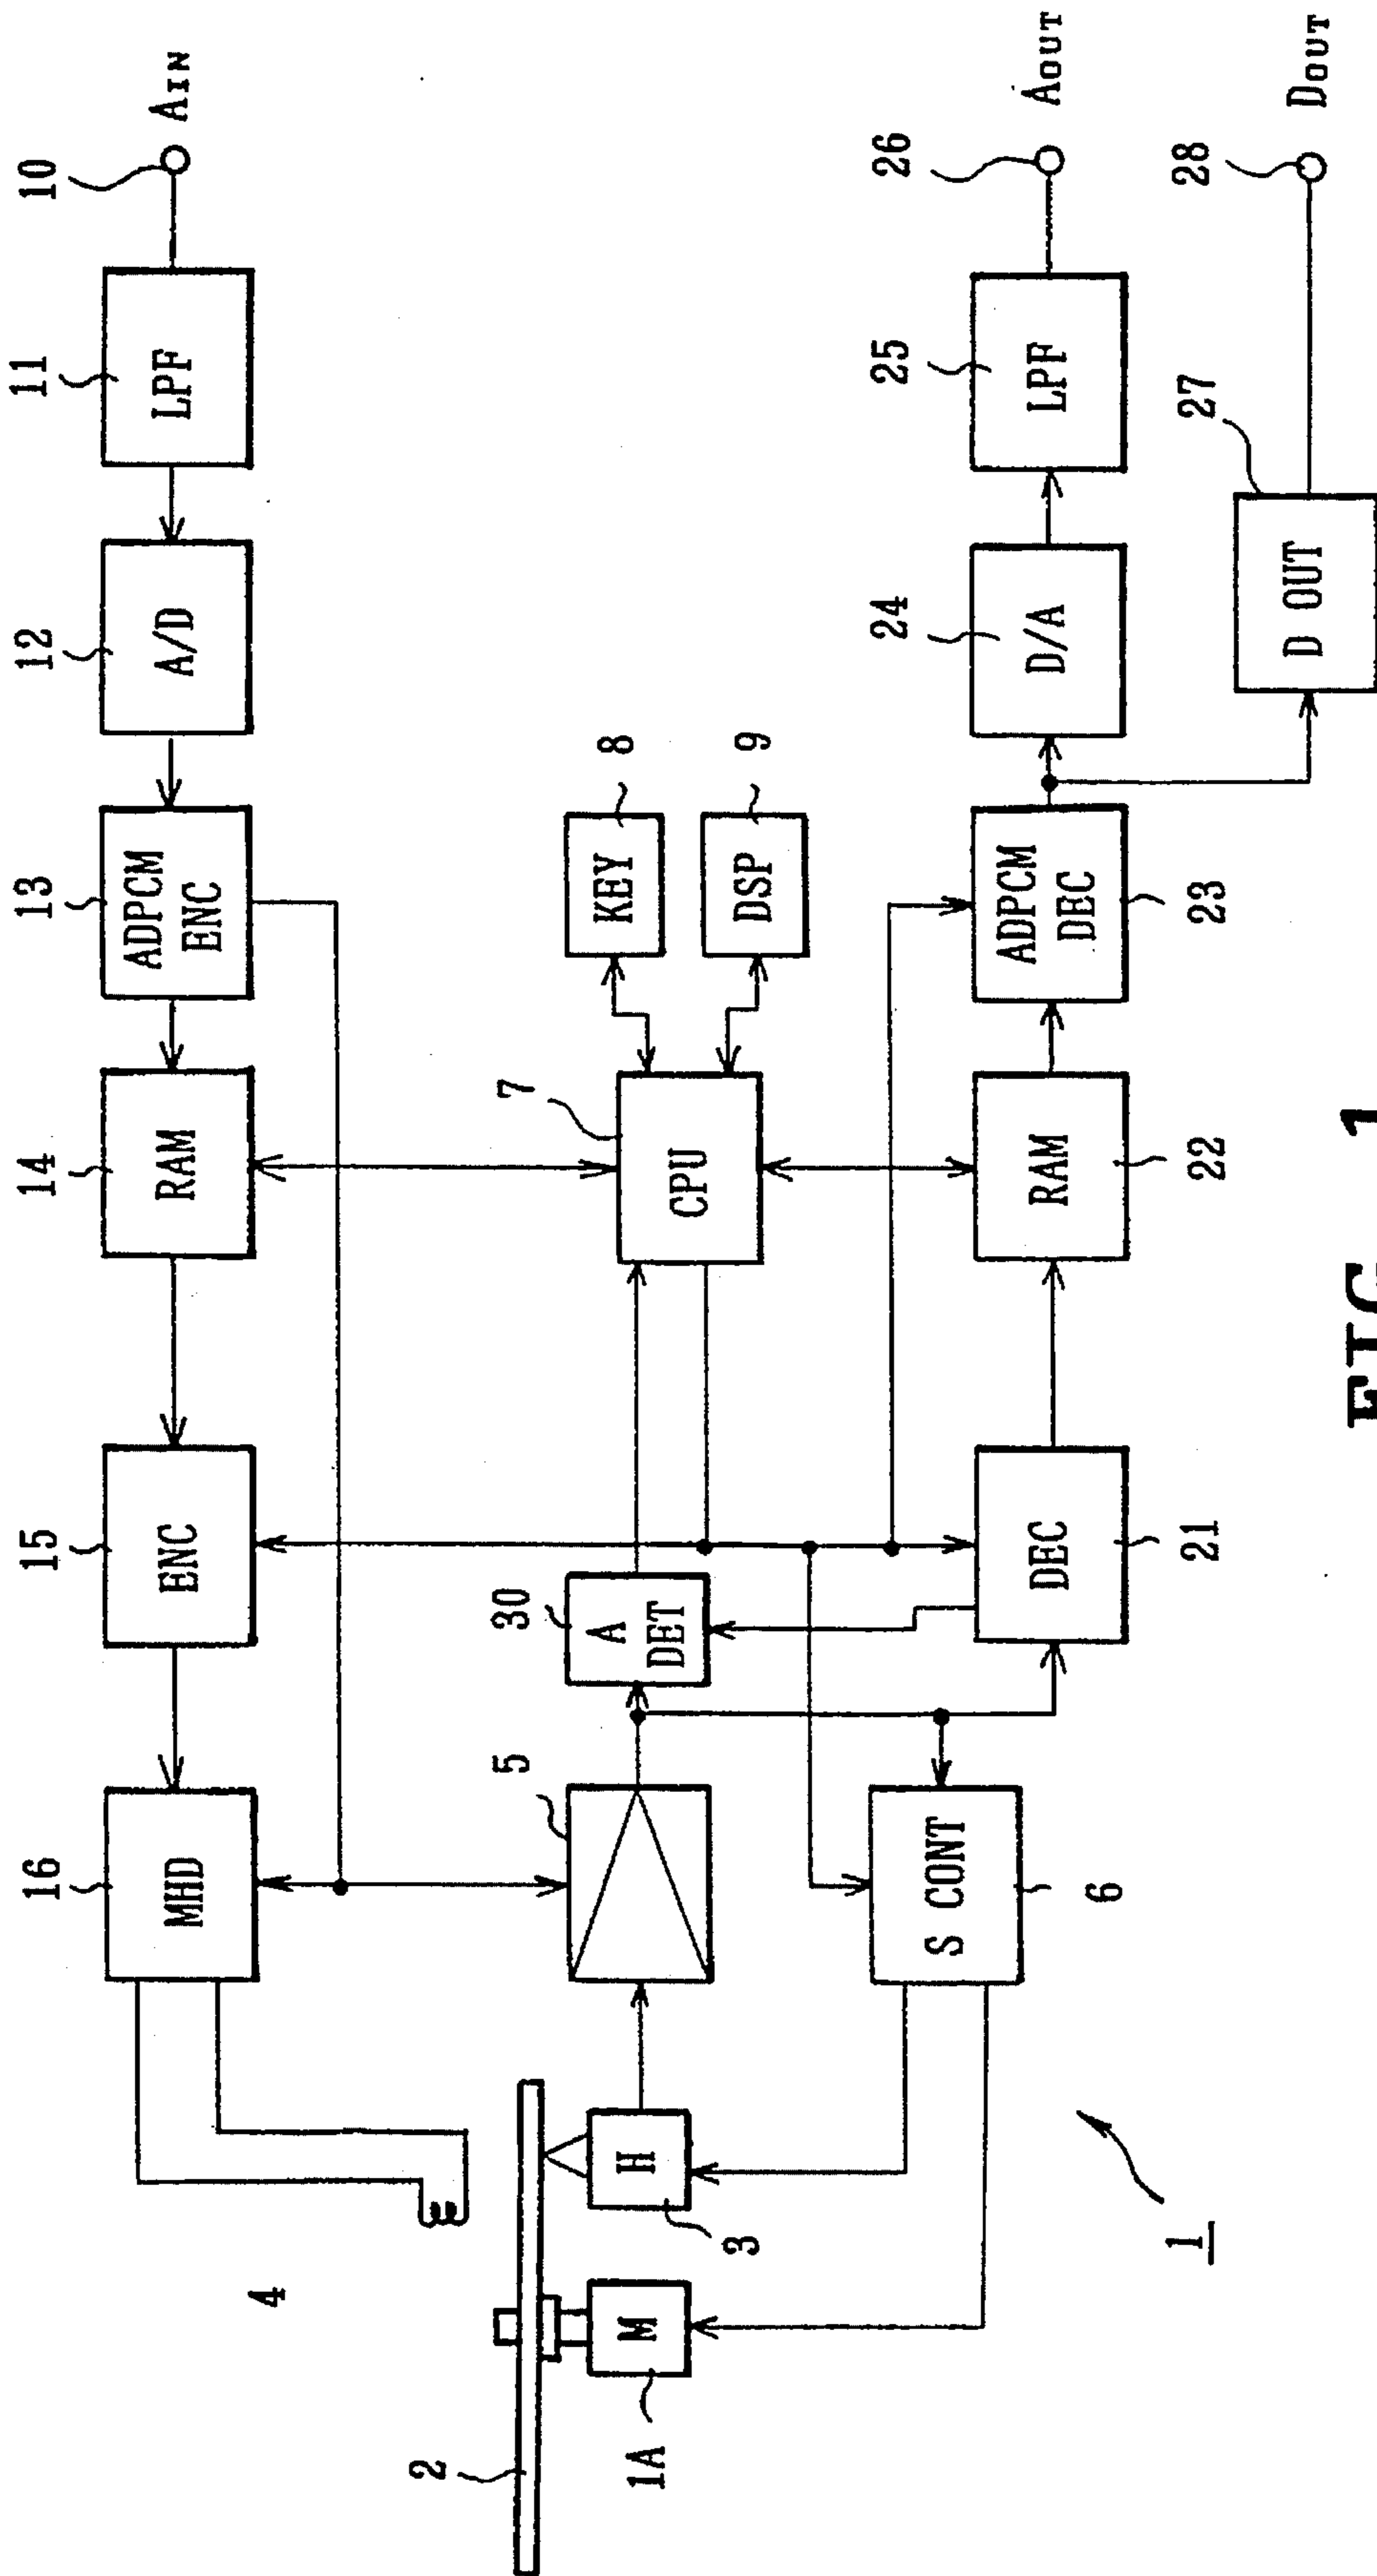 10
AIN
11
LPF
12
A/D
13
ADPCM
ENC
14
RAM
15
ENC
16
MHD
4
2
1A
M
3
H
5
30
A
DET
7
CPU
8
KEY
9
DSP
6
S CONT
21
DEC
22
RAM
23
ADPCM
DEC
24
D/A
25
LPF
26
AOUT
27
D OUT
28
DOUT
1
FIG. 1